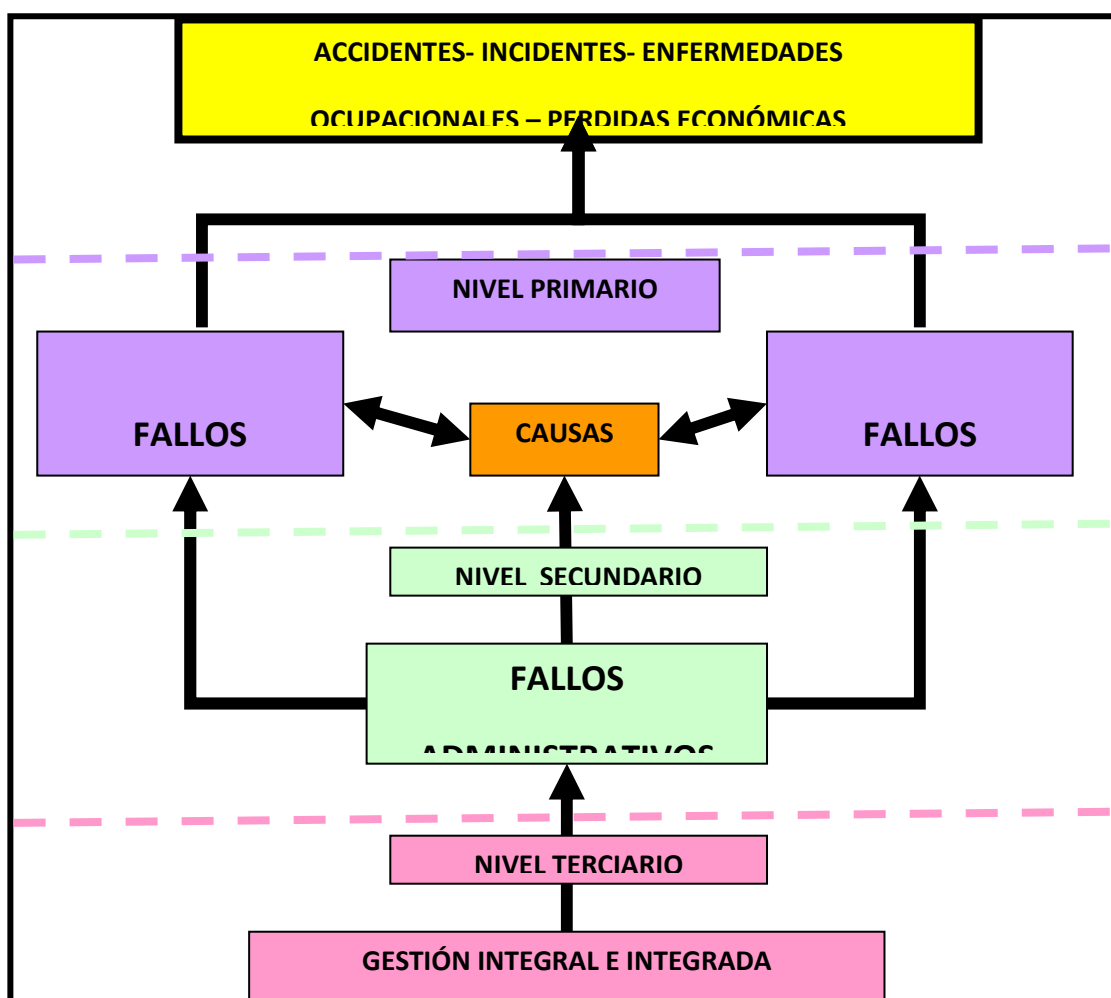 ACCIDENTES- INCIDENTES- ENFERMEDADES
OCUPACIONALES – PERDIDAS ECONÓMICAS
NIVEL PRIMARIO
FALLOS
CAUSAS
FALLOS
NIVEL  SECUNDARIO
FALLOS
ADMINISTRATIVOS
NIVEL TERCIARIO
GESTIÓN INTEGRAL E INTEGRADA